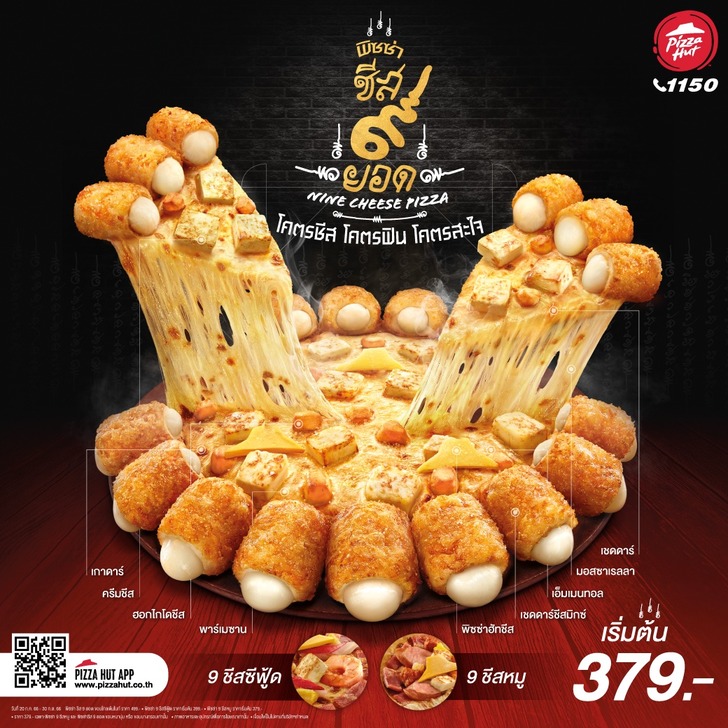 พิซซ่า
ชีส
๙
ยอด
NINE CHEESE PIZZA
โคตรชีส โคตรฟิน โคตรสะใจ
Pizza Hut
1150
เกาดาร์
ครีมชีส
ฮอกไกโดชีส
พาร์เมซาน
พิซซ่าฮัทชีส
เชดดาร์ชีสมิกซ์
เอ็มเมนทอล
มอสซาเรลลา
เชดดาร์
เริ่มต้น
379.-
PIZZA HUT APP
www.pizzahut.co.th
9 ชีสซีฟู้ด
9 ชีสหมู